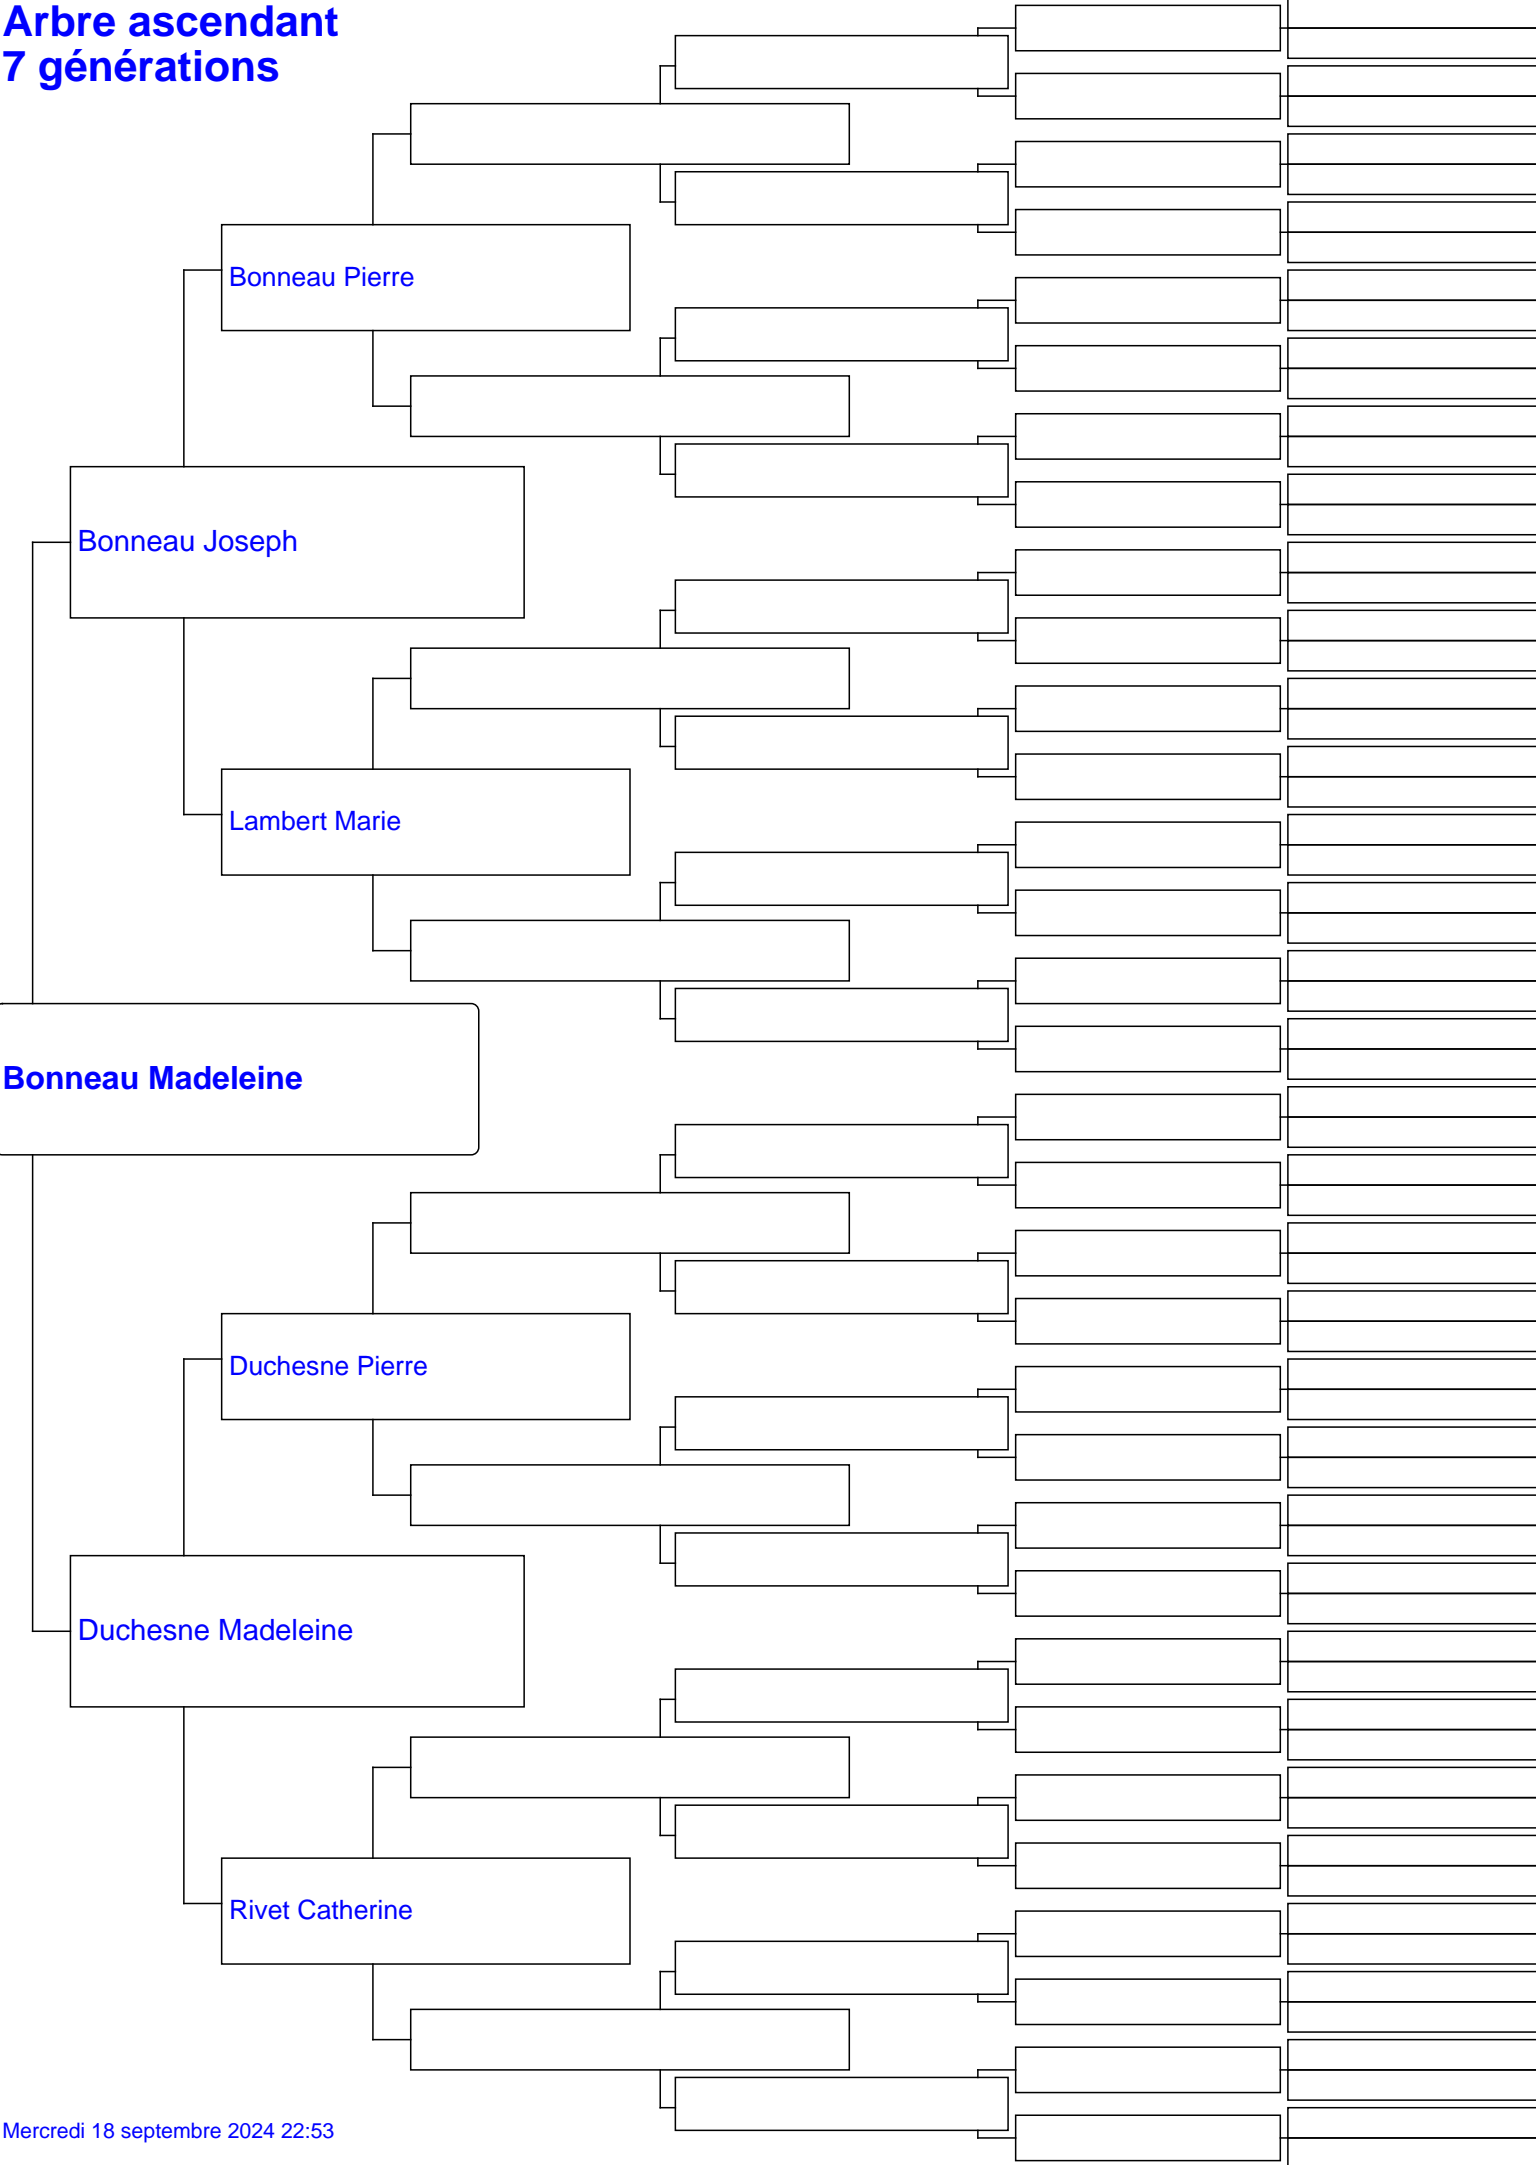 Arbre ascendant
7 générations
Bonneau Pierre
Bonneau Joseph
Lambert Marie
Bonneau Madeleine
Duchesne Pierre
Duchesne Madeleine
Rivet Catherine
Mercredi 18 septembre 2024 22:53